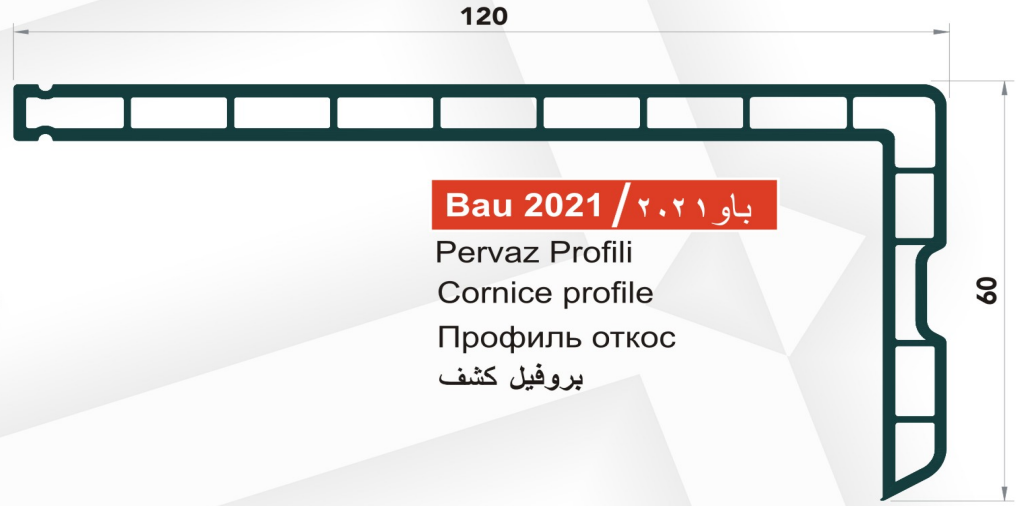 120
Bau 2021/باو ٢٠٢١
Pervaz Profili
Cornice profile
Профиль откос
بروفيل كشف
60